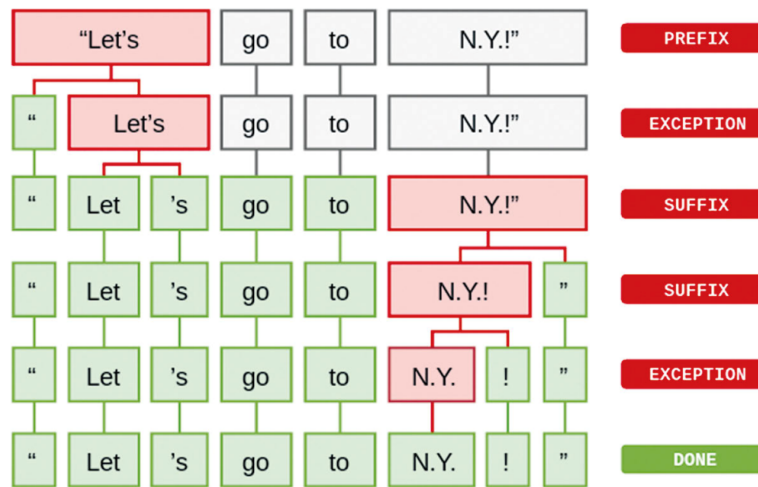 “Let’s go to N.Y.!” PREFIX
“ Let’s go to N.Y.!” EXCEPTION
“ Let ’s go to N.Y.!” SUFFIX
“ Let ’s go to N.Y.! ” SUFFIX
“ Let ’s go to N.Y. ! ” EXCEPTION
“ Let ’s go to N.Y. ! ” DONE